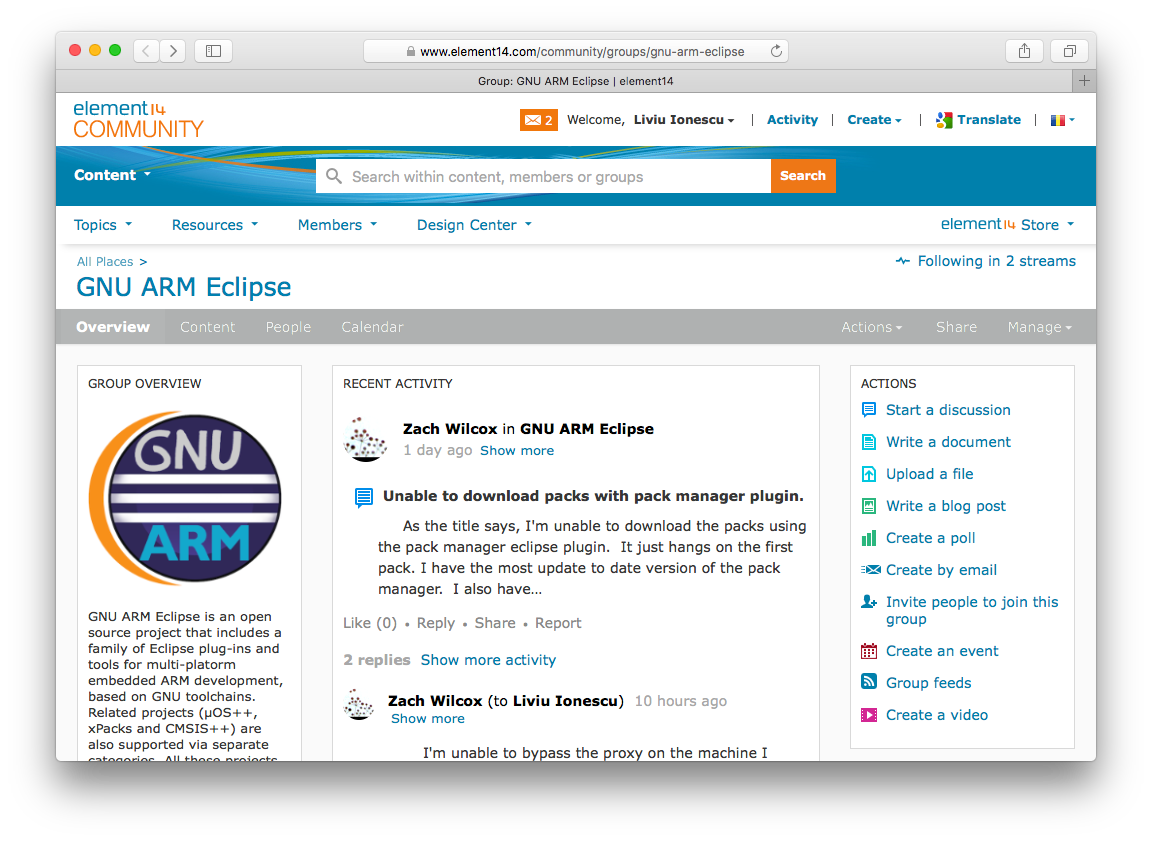 www.element14.com/community/groups/gnu-arm-eclipse
Group: GNU ARM Eclipse | element14
element14
COMMUNITY
2 Welcome, Liviu Ionescu | Activity | Create | Translate |
Content
Search within content, members or groups
Search
Topics Resources Members Design Center element14 Store
All Places >
Following in 2 streams
GNU ARM Eclipse
Overview Content People Calendar Actions Share Manage
GROUP OVERVIEW
GNU
ARM
GNU ARM Eclipse is an open
source project that includes a
family of Eclipse plug-ins and
tools for multi-platorm
embedded ARM development,
based on GNU toolchains.
Related projects (µOS++,
xPacks and CMSIS++) are
also supported via separate
categories. All these projects
RECENT ACTIVITY
Zach Wilcox in GNU ARM Eclipse
1 day ago Show more
Unable to download packs with pack manager plugin.
As the title says, I'm unable to download the packs using
the pack manager eclipse plugin. It just hangs on the first
pack. I have the most update to date version of the pack
manager. I also have...
Like (0) • Reply • Share • Report
2 replies Show more activity
Zach Wilcox (to Liviu Ionescu) 10 hours ago
Show more
I'm unable to bypass the proxy on the machine I
ACTIONS
Start a discussion
Write a document
Upload a file
Write a blog post
Create a poll
Create by email
Invite people to join this
group
Create an event
Group feeds
Create a video